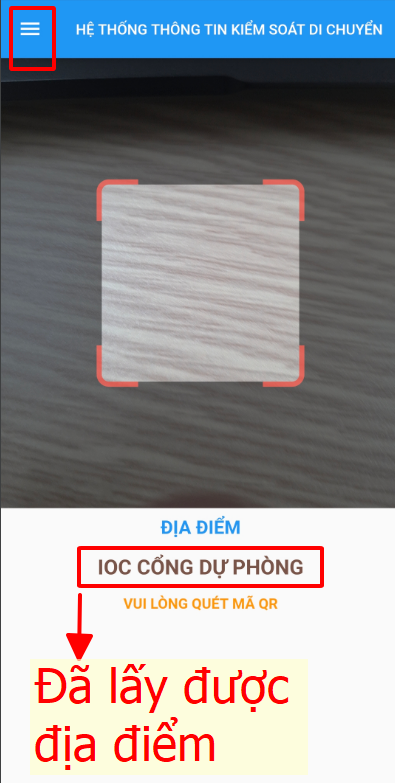 HỆ THỐNG THÔNG TIN KIỂM SOÁT DI CHUYỂN
ĐỊA ĐIỂM
IOC CỔNG DỰ PHÒNG
VUI LÒNG QUÉT MÃ QR
Đã lấy được
địa điểm